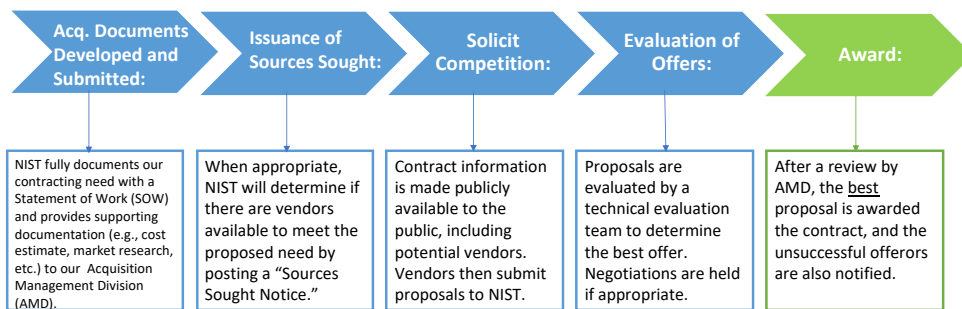 Acq. Documents
Developed and
Submitted:
Issuance of
Sources Sought:
Solicit
Competition:
Evaluation of
Offers:
Award:
NIST fully documents our
contracting need with a
Statement of Work (SOW)
and provides supporting
documentation (e.g., cost
estimate, market research,
etc.) to our Acquisition
Management Division
(AMD).
When appropriate,
NIST will determine if
there are vendors
available to meet the
proposed need by
posting a “Sources
Sought Notice.”
Contract information
is made publicly
available to the
public, including
potential vendors.
Vendors then submit
proposals to NIST.
Proposals are
evaluated by a
technical evaluation
team to determine
the best offer.
Negotiations are held
if appropriate.
After a review by
AMD, the best
proposal is awarded
the contract, and the
unsuccessful offerors
are also notified.